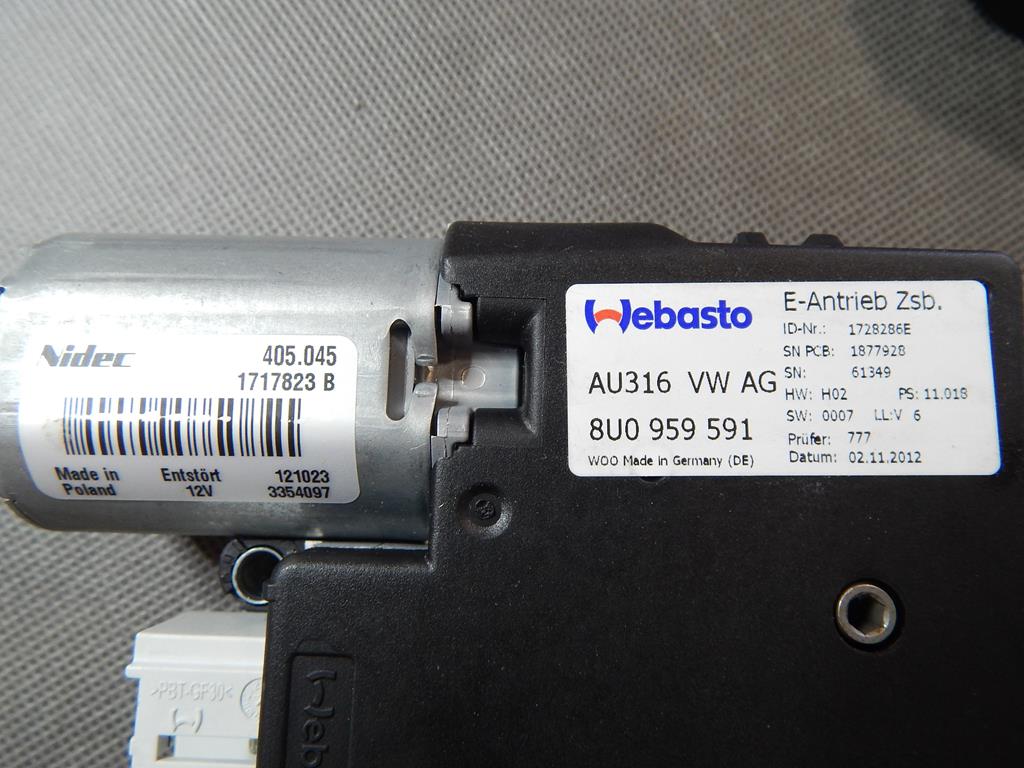 Nidec
405.045
1717823 B
Made in Poland
Entstört 12V
121023
3354097
Webasto
AU316 VW AG
8U0 959 591
WOO Made in Germany (DE)
E-Antrieb Zsb.
ID-Nr.: 1728286E
SN PCB: 1877928
SN: 61349
HW: H02 PS: 11.018
SW: 0007 LL:V 6
Prüfer: 777
Datum: 02.11.2012
>PBT-GF30<
Web